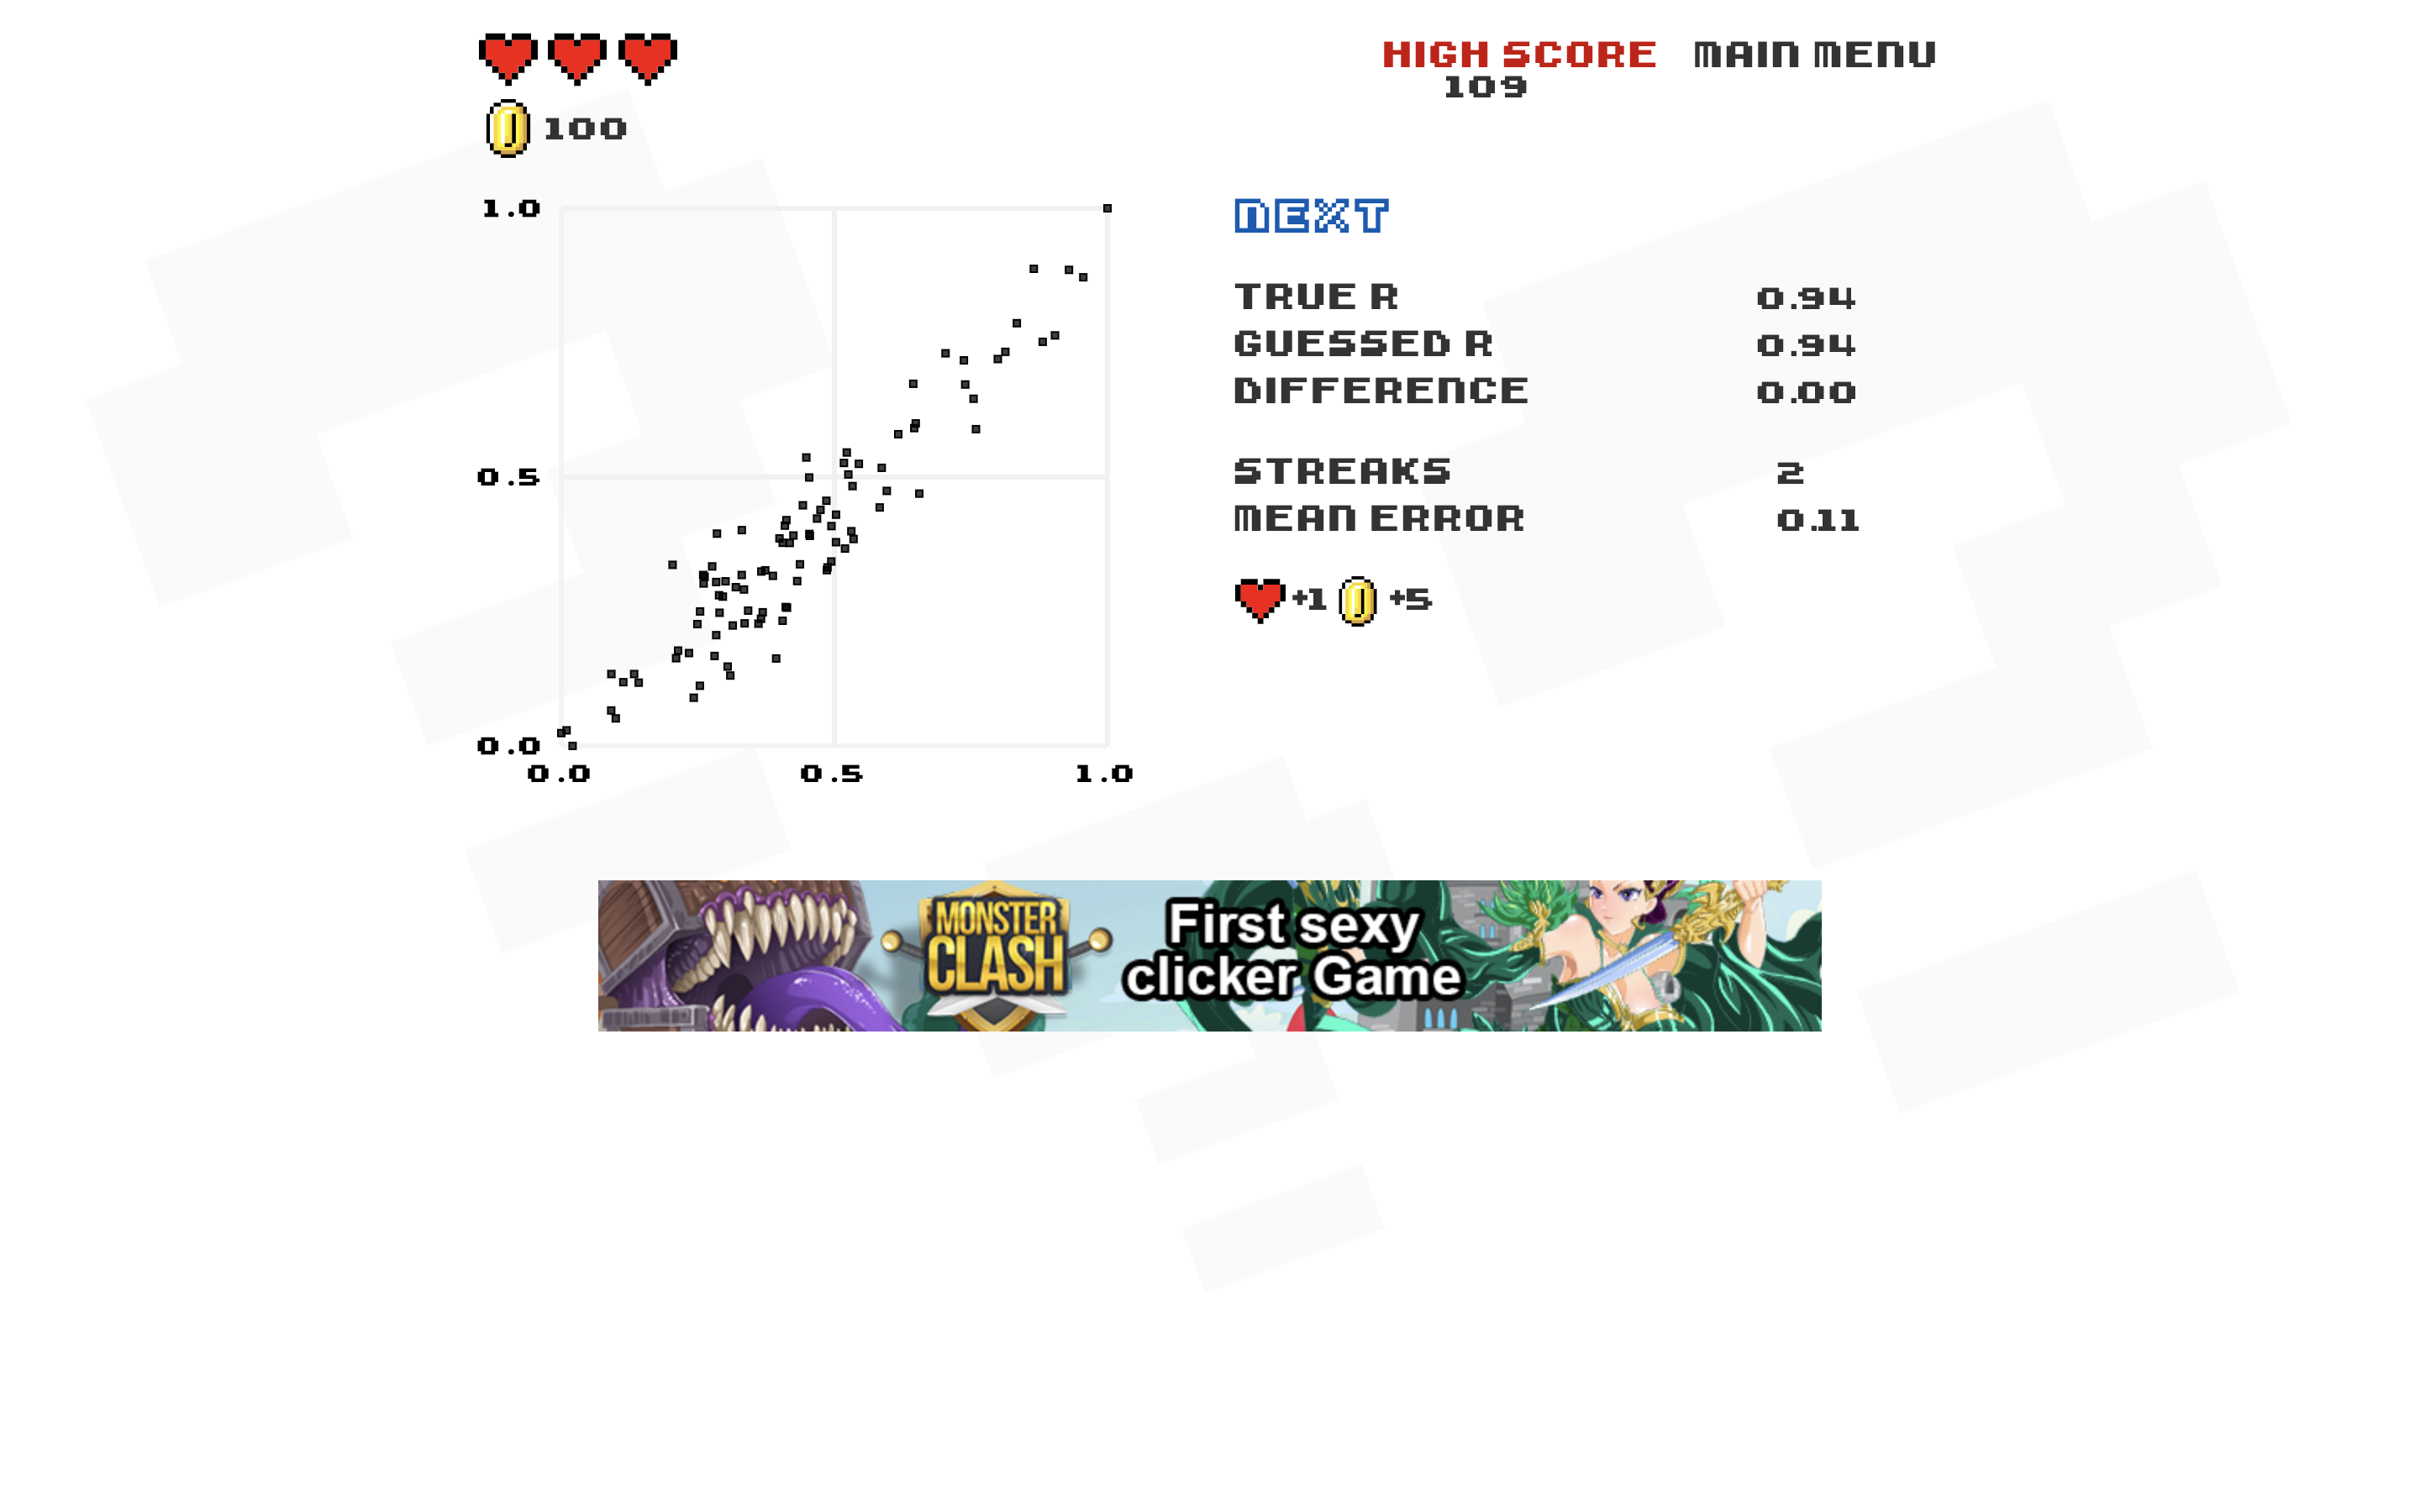 HIGH SCORE MAIN MENU
109
100
1.0
0.5
0.0
0.0 0.5 1.0
NEXT
TRUE R 0.94
GUESSED R 0.94
DIFFERENCE 0.00
STREAKS 2
MEAN ERROR 0.11
+1 +5
MONSTER
CLASH
First sexy
clicker Game